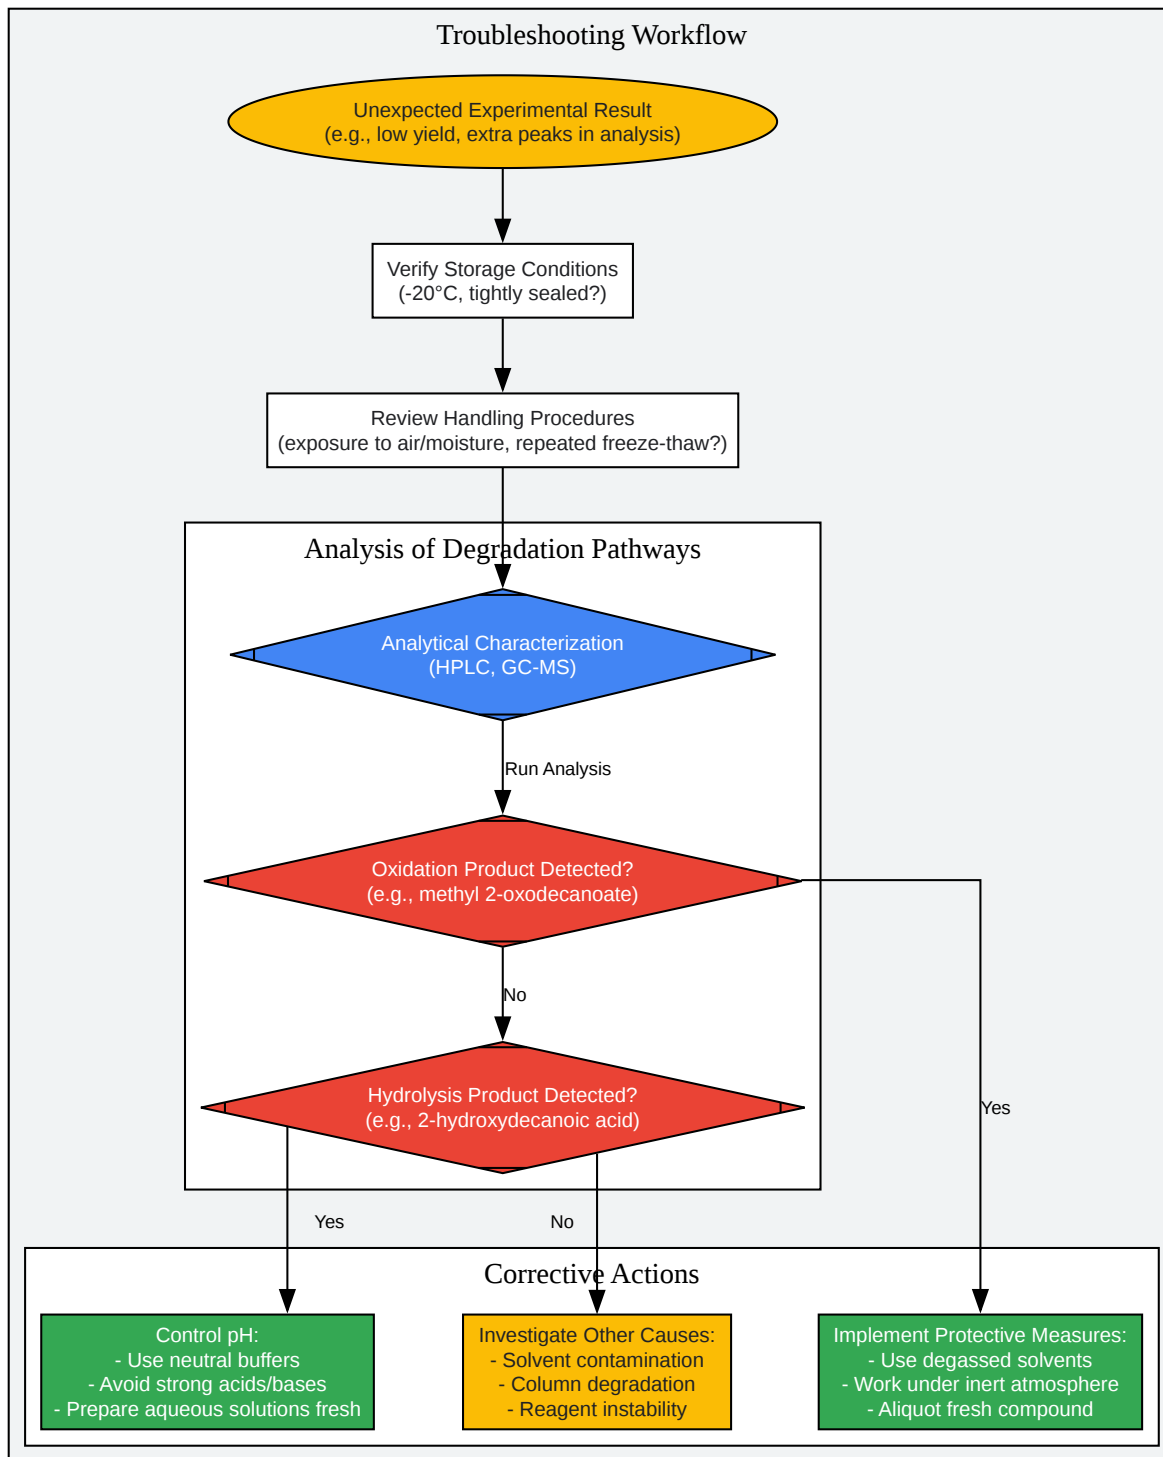 Troubleshooting Workflow
Unexpected Experimental Result
(e.g., low yield, extra peaks in analysis)
Verify Storage Conditions
(-20°C, tightly sealed?)
Review Handling Procedures
(exposure to air/moisture, repeated freeze-thaw?)
Analysis of Degradation Pathways
Analytical Characterization
(HPLC, GC-MS)
Run Analysis
Oxidation Product Detected?
(e.g., methyl 2-oxodecanoate)
No
Hydrolysis Product Detected?
(e.g., 2-hydroxydecanoic acid)
Yes
Yes
No
Corrective Actions
Control pH:
- Use neutral buffers
- Avoid strong acids/bases
- Prepare aqueous solutions fresh
Investigate Other Causes:
- Solvent contamination
- Column degradation
- Reagent instability
Implement Protective Measures:
- Use degassed solvents
- Work under inert atmosphere
- Aliquot fresh compound